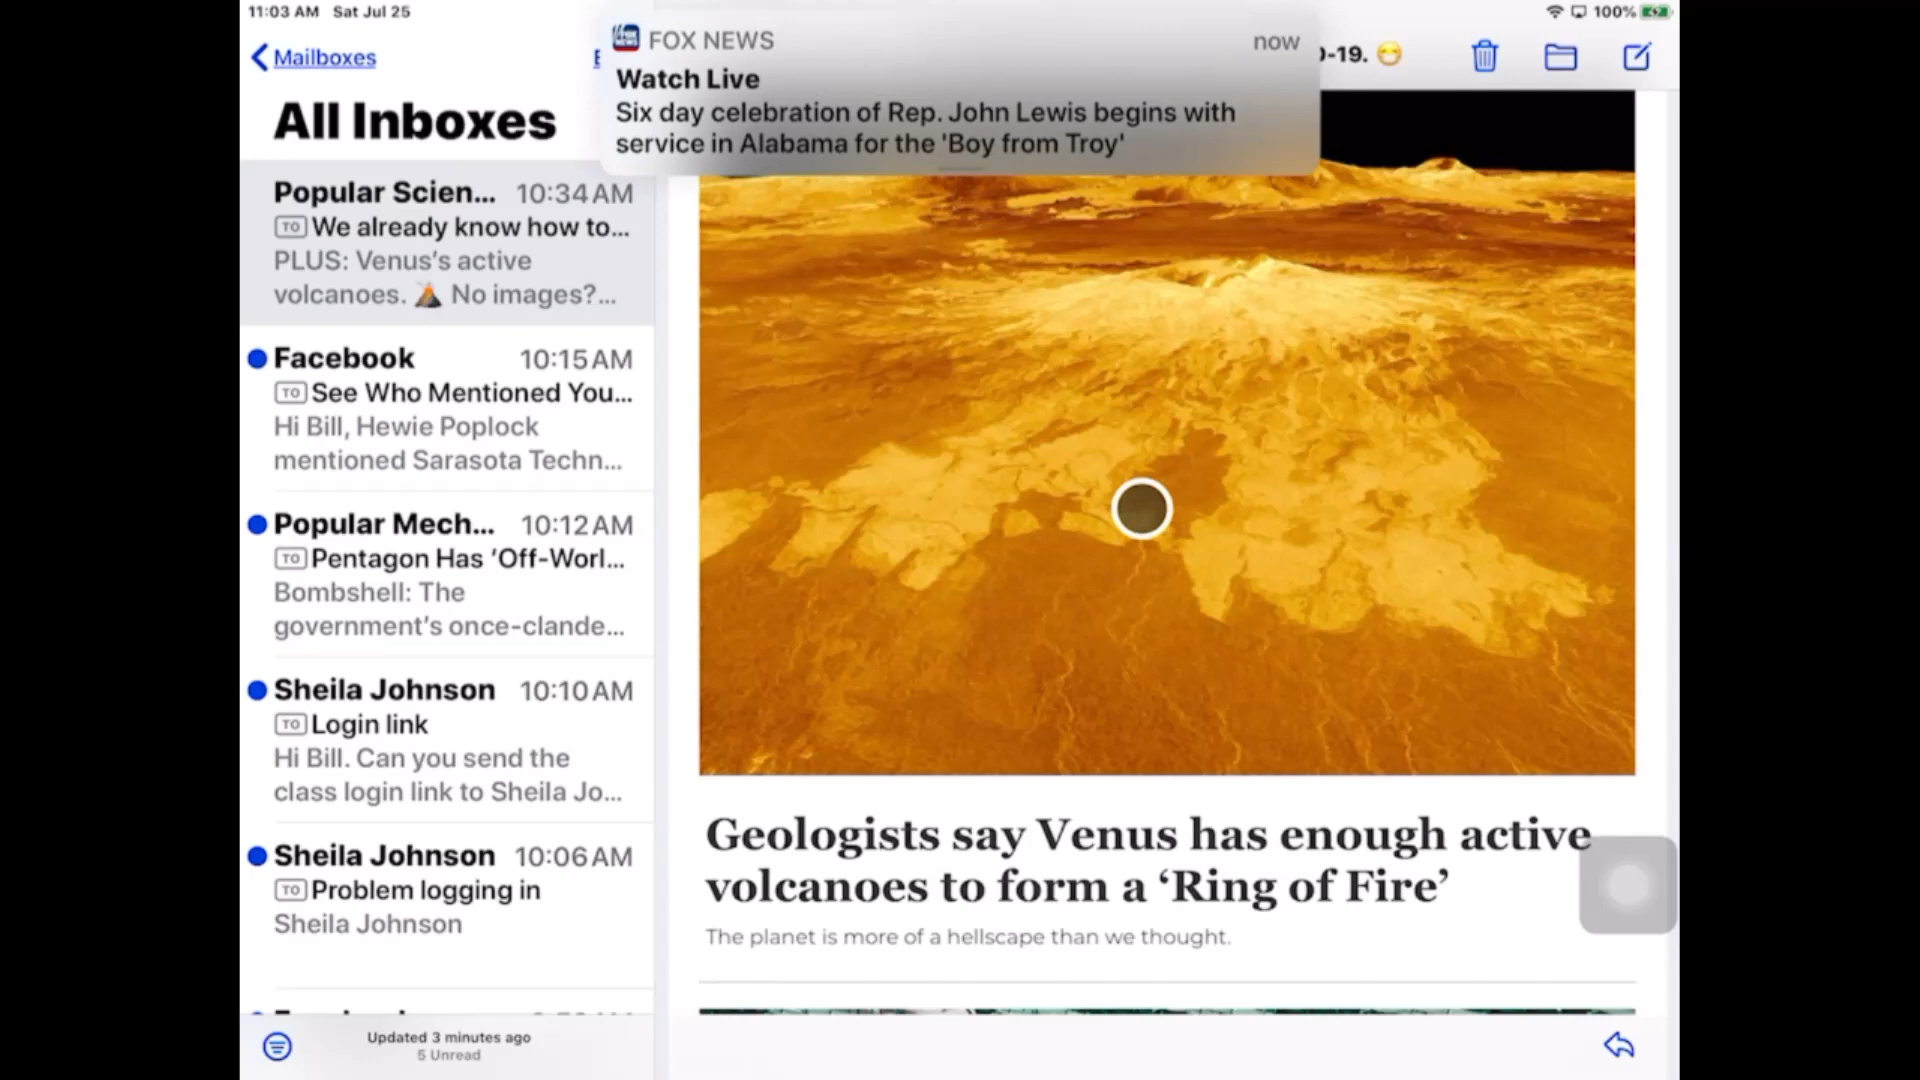 11:03 AM Sat Jul 25
100%
Mailboxes
FOX NEWS
now
Watch Live
Six day celebration of Rep. John Lewis begins with
service in Alabama for the 'Boy from Troy'
-19. 😷
All Inboxes
Popular Scien... 10:34 AM
TO We already know how to...
PLUS: Venus's active
volcanoes. 🌋 No images?...
Facebook 10:15 AM
TO See Who Mentioned You...
Hi Bill, Hewie Poplock
mentioned Sarasota Techn...
Popular Mech... 10:12 AM
TO Pentagon Has ‘Off-Worl...
Bombshell: The
government's once-clande...
Sheila Johnson 10:10 AM
TO Login link
Hi Bill. Can you send the
class login link to Sheila Jo...
Sheila Johnson 10:06 AM
TO Problem logging in
Sheila Johnson
Updated 3 minutes ago
5 Unread
Geologists say Venus has enough active
volcanoes to form a ‘Ring of Fire’
The planet is more of a hellscape than we thought.